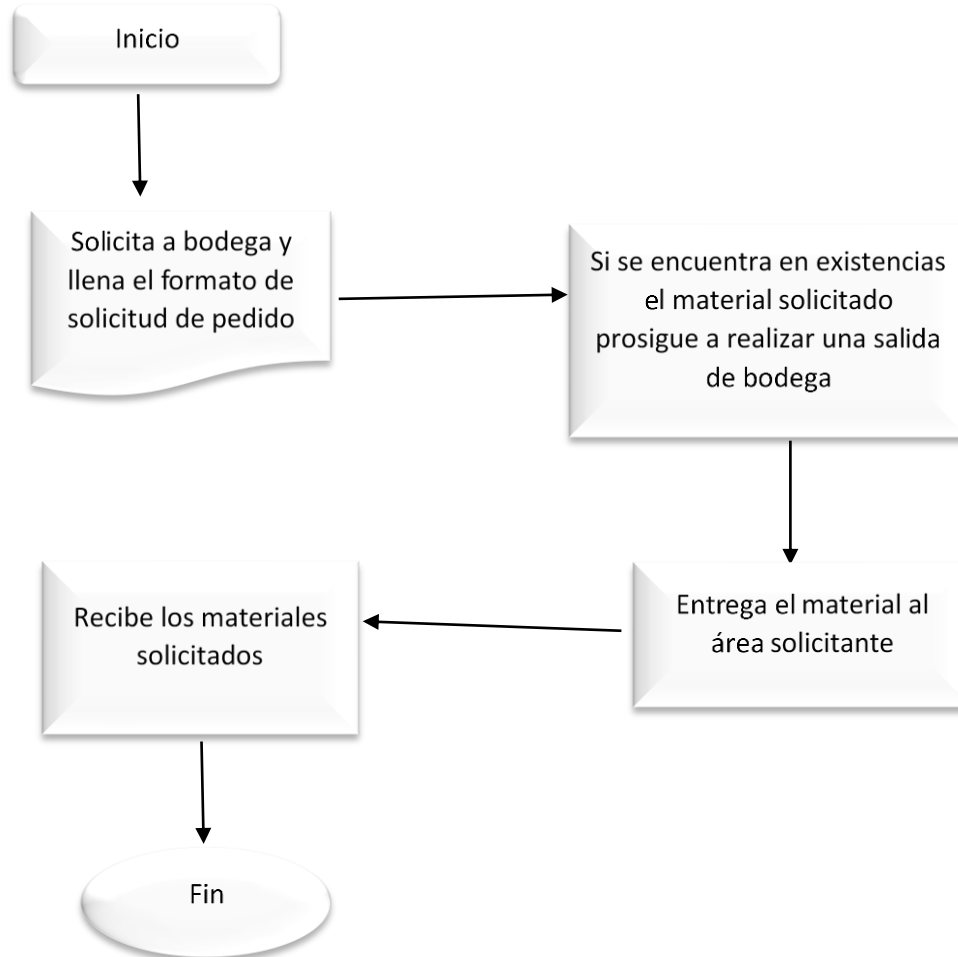 Inicio
Solicita a bodega y
llena el formato de
solicitud de pedido
Si se encuentra en existencias
el material solicitado
prosigue a realizar una salida
de bodega
Entrega el material al
área solicitante
Recibe los materiales
solicitados
Fin